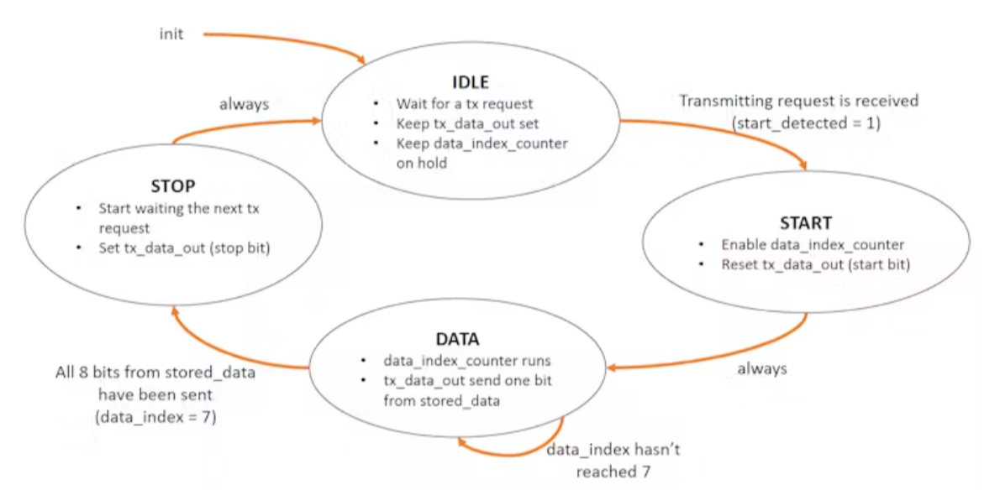 init
IDLE
• Wait for a tx request
• Keep tx_data_out set
• Keep data_index_counter
on hold
always
Transmitting request is received
(start_detected = 1)
STOP
• Start waiting the next tx
request
• Set tx_data_out (stop bit)
START
• Enable data_index_counter
• Reset tx_data_out (start bit)
DATA
• data_index_counter runs
• tx_data_out send one bit
from stored_data
All 8 bits from stored_data
have been sent
(data_index = 7)
always
data_index hasn't
reached 7